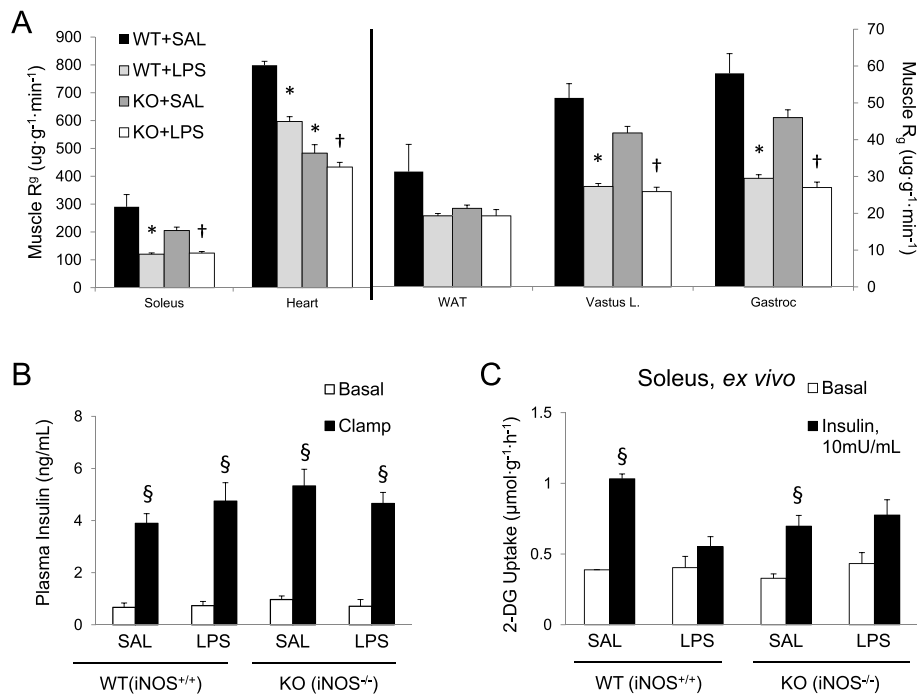 A
WT+SAL
WT+LPS
KO+SAL
KO+LPS
Muscle Rᵍ (ug·g⁻¹·min⁻¹)
900
800
700
600
500
400
300
200
100
0
* † * * † * † * †
Soleus Heart WAT Vastus L. Gastroc
70
60
50
40
30
20
10
0
Muscle R₉ (ug·g⁻¹·min⁻¹)
B
Basal
Clamp
Plasma Insulin (ng/mL)
8
6
4
2
0
§ § § §
SAL LPS SAL LPS
WT(iNOS⁺/⁺) KO (iNOS⁻/⁻)
C
Soleus, ex vivo
Basal
Insulin,
10mU/mL
2-DG Uptake (µmol·g⁻¹·h⁻¹)
1.5
1
0.5
0
§ §
SAL LPS SAL LPS
WT (iNOS⁺/⁺) KO (iNOS⁻/⁻)